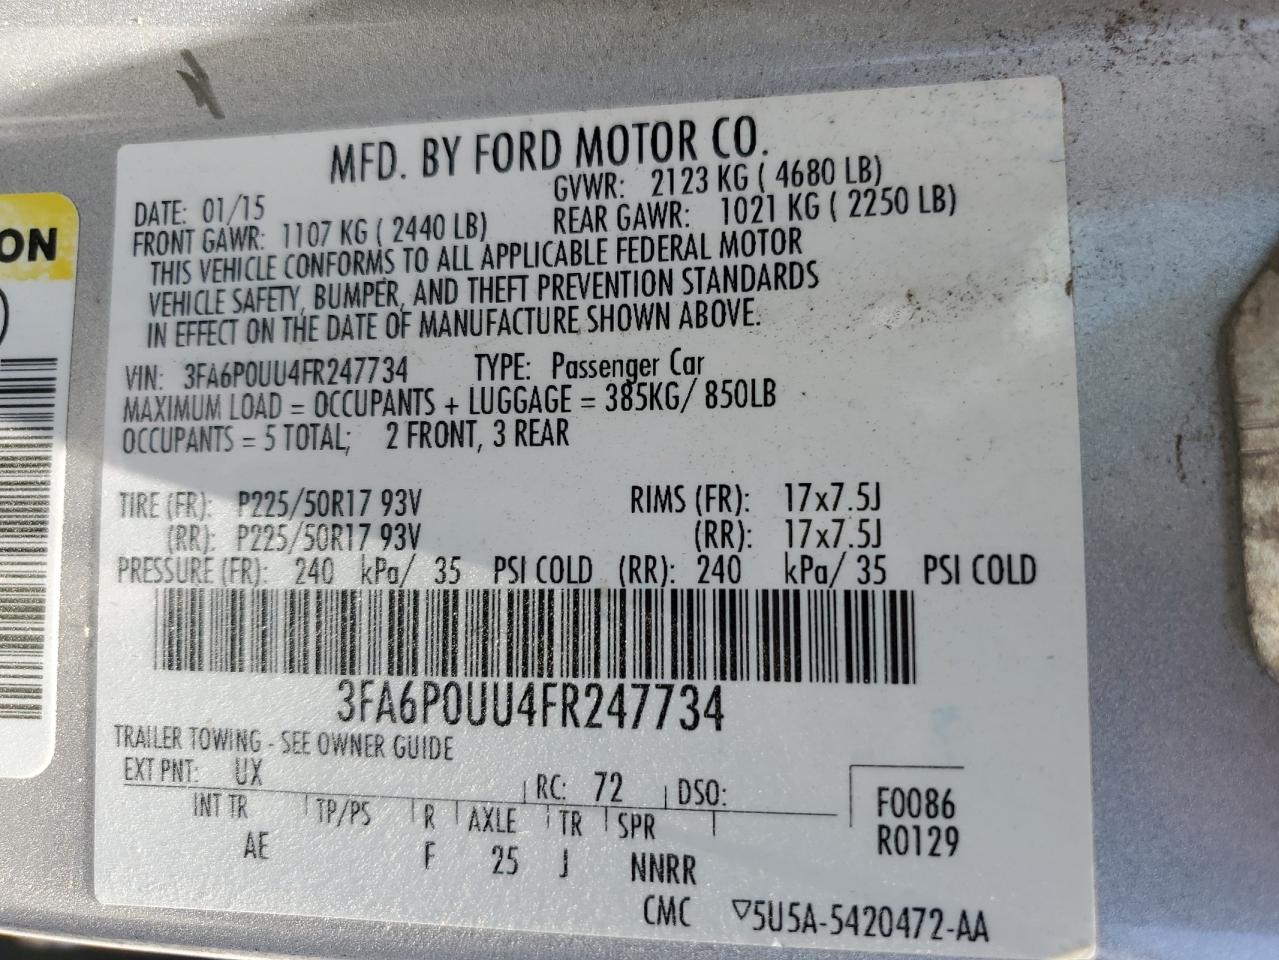 MFD. BY FORD MOTOR CO.
DATE: 01/15 GVWR: 2123 KG ( 4680 LB)
FRONT GAWR: 1107 KG ( 2440 LB) REAR GAWR: 1021 KG ( 2250 LB)
THIS VEHICLE CONFORMS TO ALL APPLICABLE FEDERAL MOTOR
VEHICLE SAFETY, BUMPER, AND THEFT PREVENTION STANDARDS
IN EFFECT ON THE DATE OF MANUFACTURE SHOWN ABOVE.
VIN: 3FA6P0UU4FR247734 TYPE: Passenger Car
MAXIMUM LOAD = OCCUPANTS + LUGGAGE = 385KG/ 850LB
OCCUPANTS = 5 TOTAL; 2 FRONT, 3 REAR
TIRE (FR): P225/50R17 93V RIMS (FR): 17x7.5J
(RR): P225/50R17 93V (RR): 17x7.5J
PRESSURE (FR): 240 kPa/ 35 PSI COLD (RR): 240 kPa/ 35 PSI COLD
3FA6P0UU4FR247734
TRAILER TOWING - SEE OWNER GUIDE
EXT PNT: UX RC: 72 DSO:
INT TR TP/PS R AXLE TR SPR
AE F 25 J NNRR
F0086
R0129
CMC ▽5U5A-5420472-AA
ON